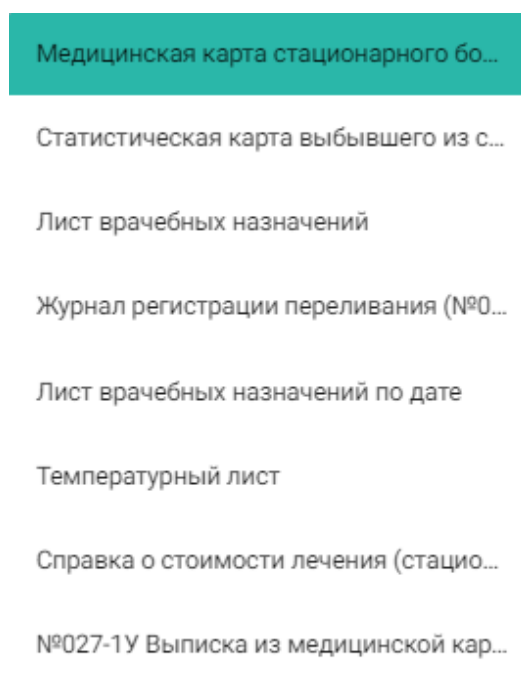 Медицинская карта стационарного бо...
Статистическая карта выбывшего из с...
Лист врачебных назначений
Журнал регистрации переливания (№0...
Лист врачебных назначений по дате
Температурный лист
Справка о стоимости лечения (стацио...
№027-1У Выписка из медицинской кар...